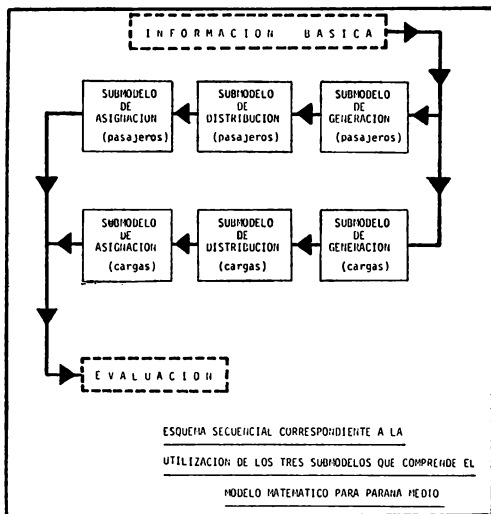 INFORMACION BASICA
SUBMODELO
DE
ASIGNACION
(pasajeros)
SUBMODELO
DE
DISTRIBUCION
(pasajeros)
SUBMODELO
DE
GENERACION
(pasajeros)
SUBMODELO
DE
ASIGNACION
(cargas)
SUBMODELO
DE
DISTRIBUCION
(cargas)
SUBMODELO
DE
GENERACION
(cargas)
EVALUACION
ESQUEMA SECUENCIAL CORRESPONDIENTE A LA
UTILIZACION DE LOS TRES SUBMODELOS QUE COMPRENDE EL
MODELO MATEMATICO PARA PARANA MEDIO